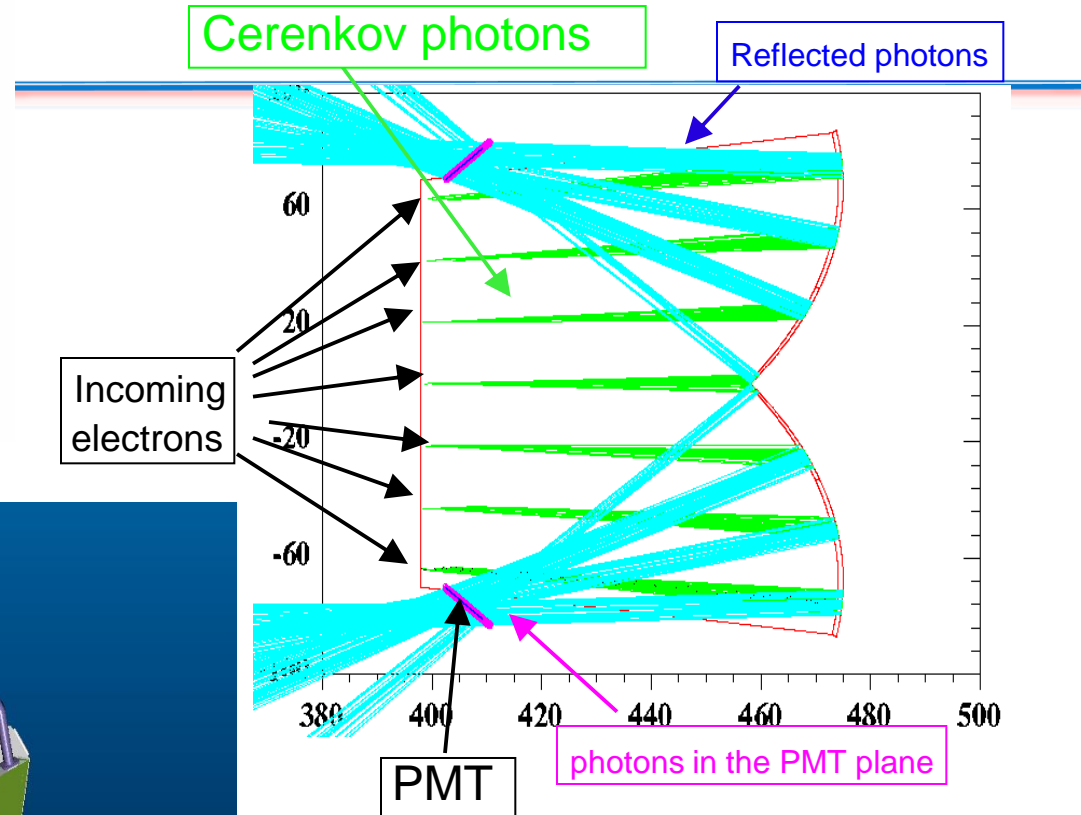 Cerenkov photons
Reflected photons
60
20
Incoming
electrons
-20
-60
380 400 420 440 460 480 500
photons in the PMT plane
PMT